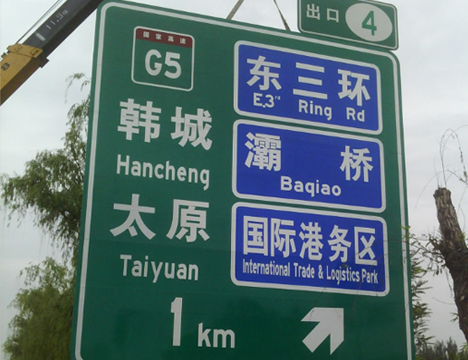 出口 4
国家高速
G5
韩城
Hancheng
太原
Taiyuan
东三环
E.3rd Ring Rd
灞桥
Baqiao
国际港务区
International Trade & Logistics Park
1 km